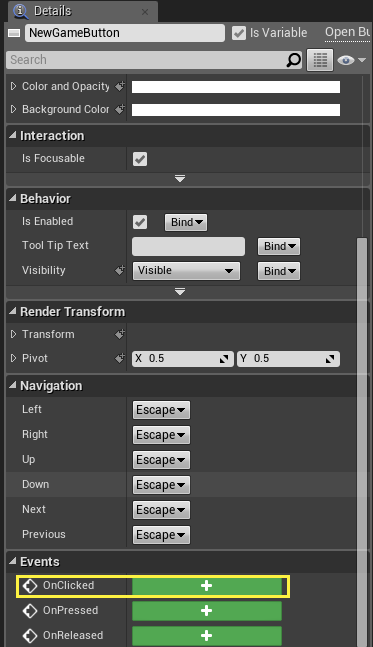 Details
NewGameButton Is Variable Open Bu
Search
Color and Opacity
Background Color
Interaction
Is Focusable
Behavior
Is Enabled Bind
Tool Tip Text Bind
Visibility Visible Bind
Render Transform
Transform
Pivot X 0.5 Y 0.5
Navigation
Left Escape
Right Escape
Up Escape
Down Escape
Next Escape
Previous Escape
Events
OnClicked +
OnPressed +
OnReleased +